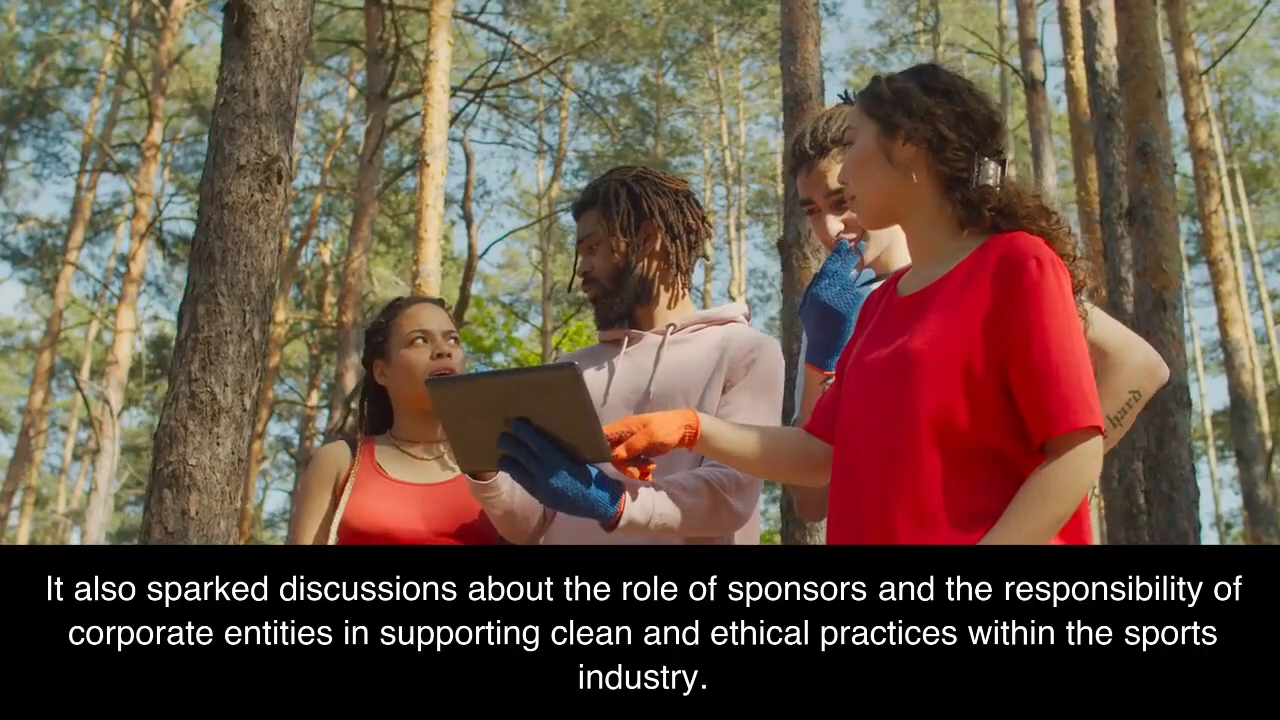 hard
It also sparked discussions about the role of sponsors and the responsibility of
corporate entities in supporting clean and ethical practices within the sports
industry.